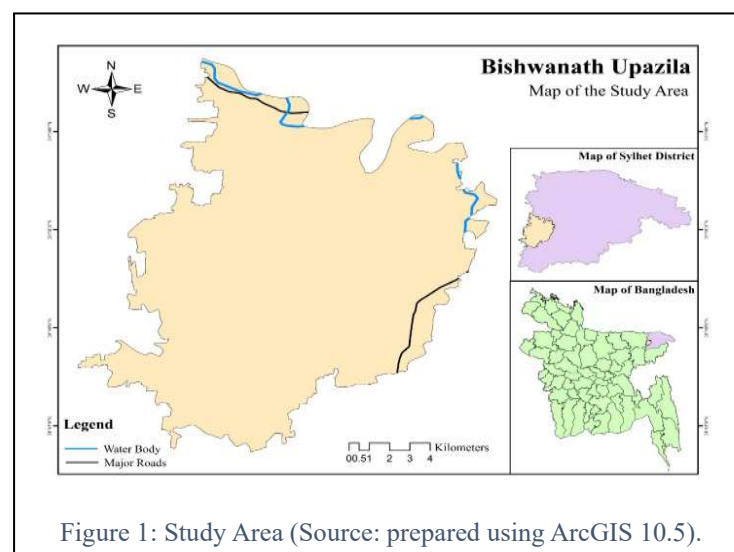 Bishwanath Upazila
Map of the Study Area
N
W E
S
Map of Sylhet District
Map of Bangladesh
Legend
Water Body
Major Roads
00.51 2 3 4 Kilometers
Figure 1: Study Area (Source: prepared using ArcGIS 10.5).